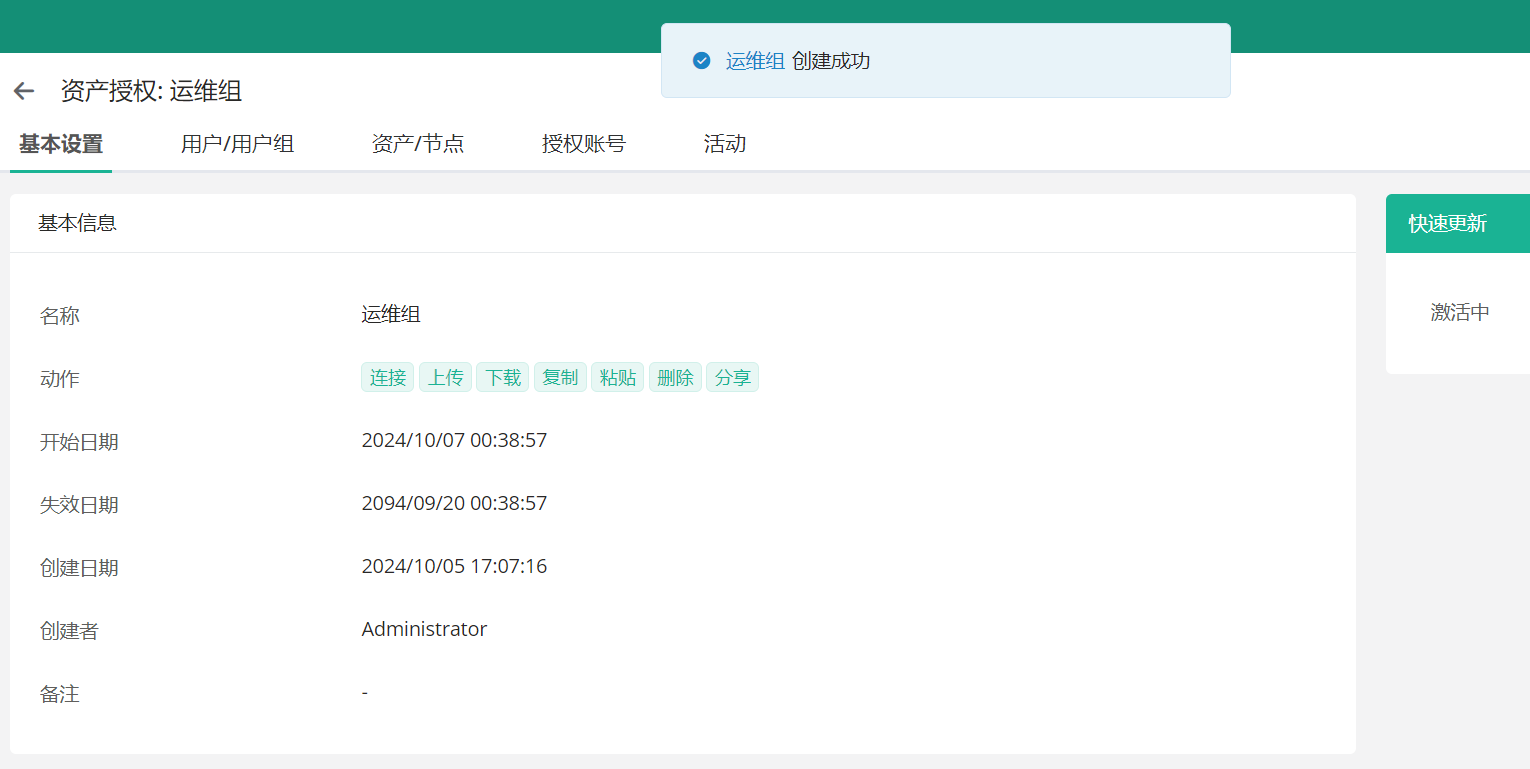 运维组 创建成功
资产授权: 运维组
基本设置 用户/用户组 资产/节点 授权账号 活动
基本信息
快速更新
名称 运维组
激活中
动作 连接 上传 下载 复制 粘贴 删除 分享
开始日期 2024/10/07 00:38:57
失效日期 2094/09/20 00:38:57
创建日期 2024/10/05 17:07:16
创建者 Administrator
备注 -